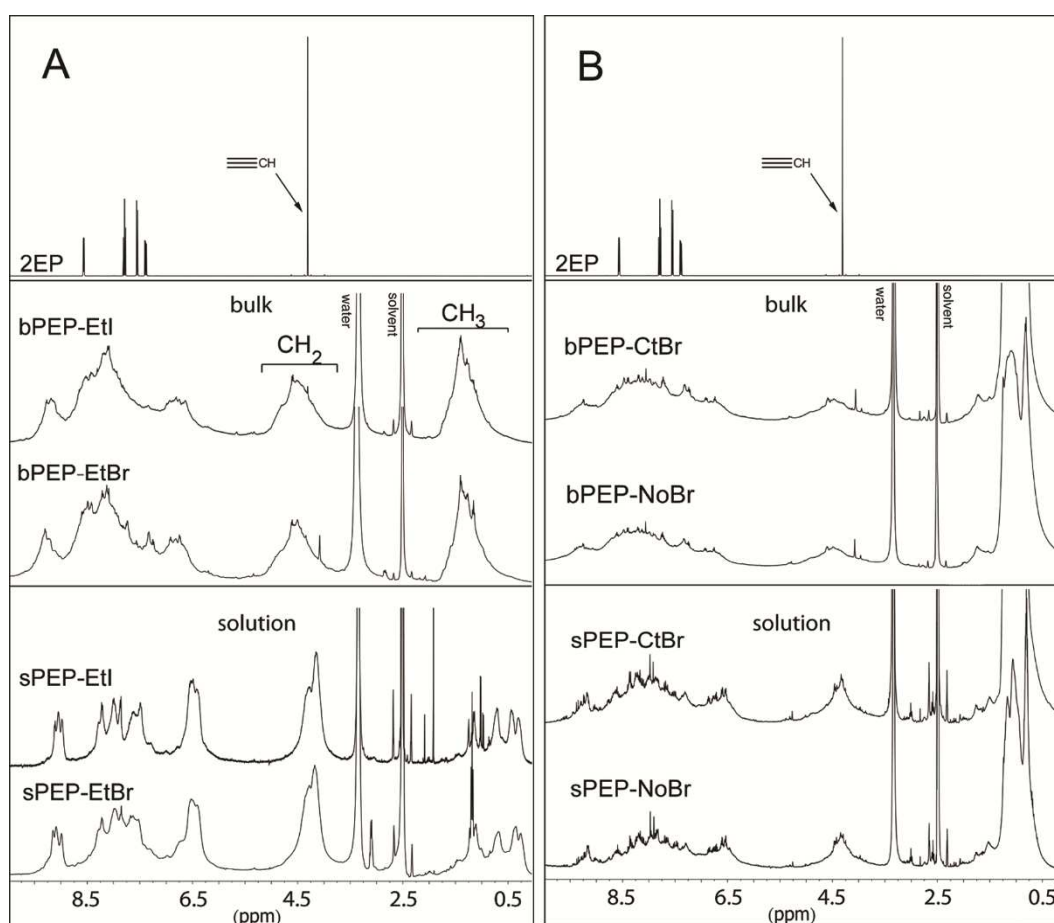 A
≡CH
2EP
bulk
water
solvent
bPEP-EtI
CH₂
CH₃
bPEP-EtBr
solution
sPEP-EtI
sPEP-EtBr
8.5 6.5 4.5 2.5 0.5
(ppm)
B
≡CH
2EP
bulk
water
solvent
bPEP-CtBr
bPEP-NoBr
solution
sPEP-CtBr
sPEP-NoBr
8.5 6.5 4.5 2.5 0.5
(ppm)